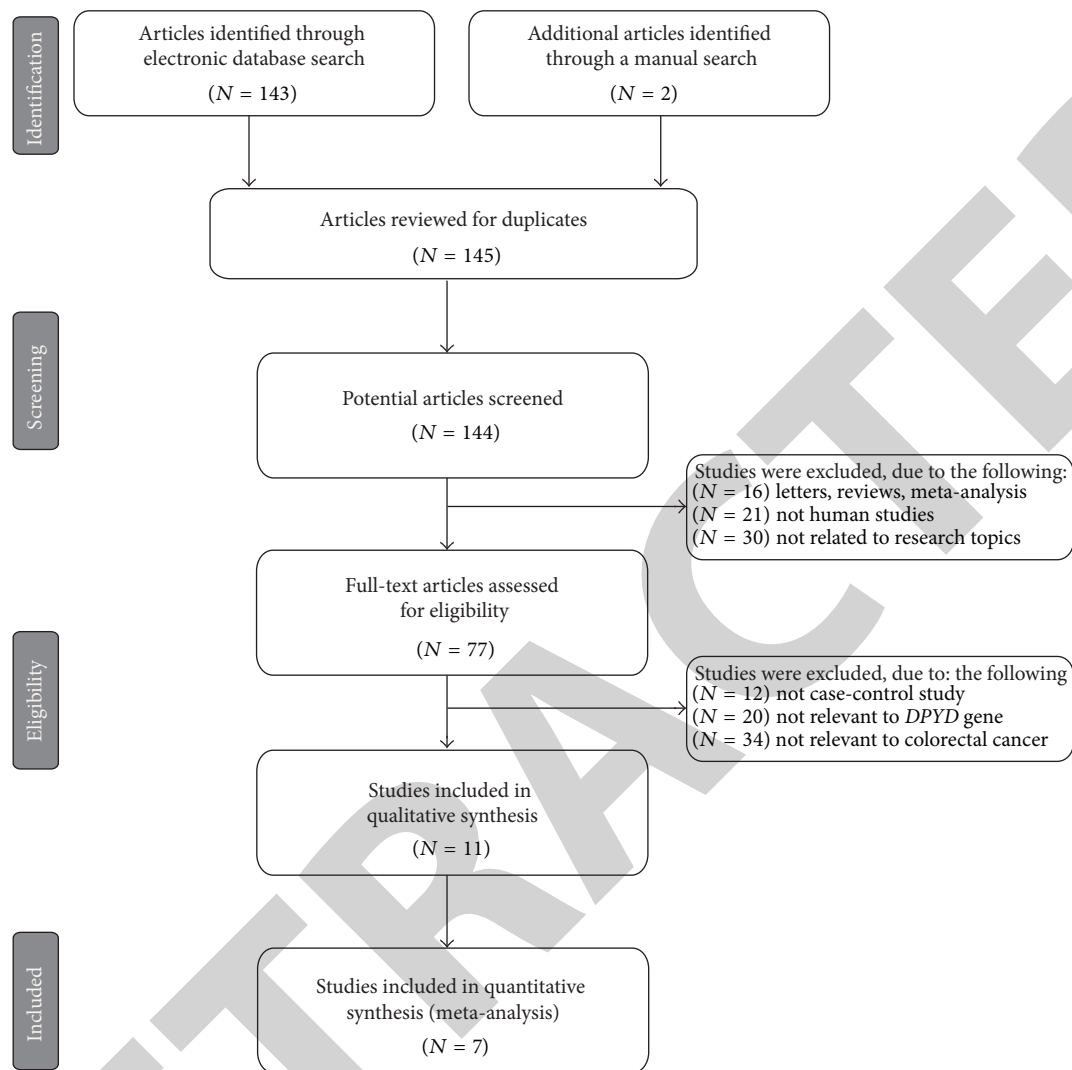 Identification
Articles identified through
electronic database search
(N = 143)
Additional articles identified
through a manual search
(N = 2)
Articles reviewed for duplicates
(N = 145)
Screening
Potential articles screened
(N = 144)
Studies were excluded, due to the following:
(N = 16) letters, reviews, meta-analysis
(N = 21) not human studies
(N = 30) not related to research topics
Eligibility
Full-text articles assessed
for eligibility
(N = 77)
Studies were excluded, due to: the following
(N = 12) not case-control study
(N = 20) not relevant to DPYD gene
(N = 34) not relevant to colorectal cancer
Studies included in
qualitative synthesis
(N = 11)
Included
Studies included in quantitative
synthesis (meta-analysis)
(N = 7)
TRACTE